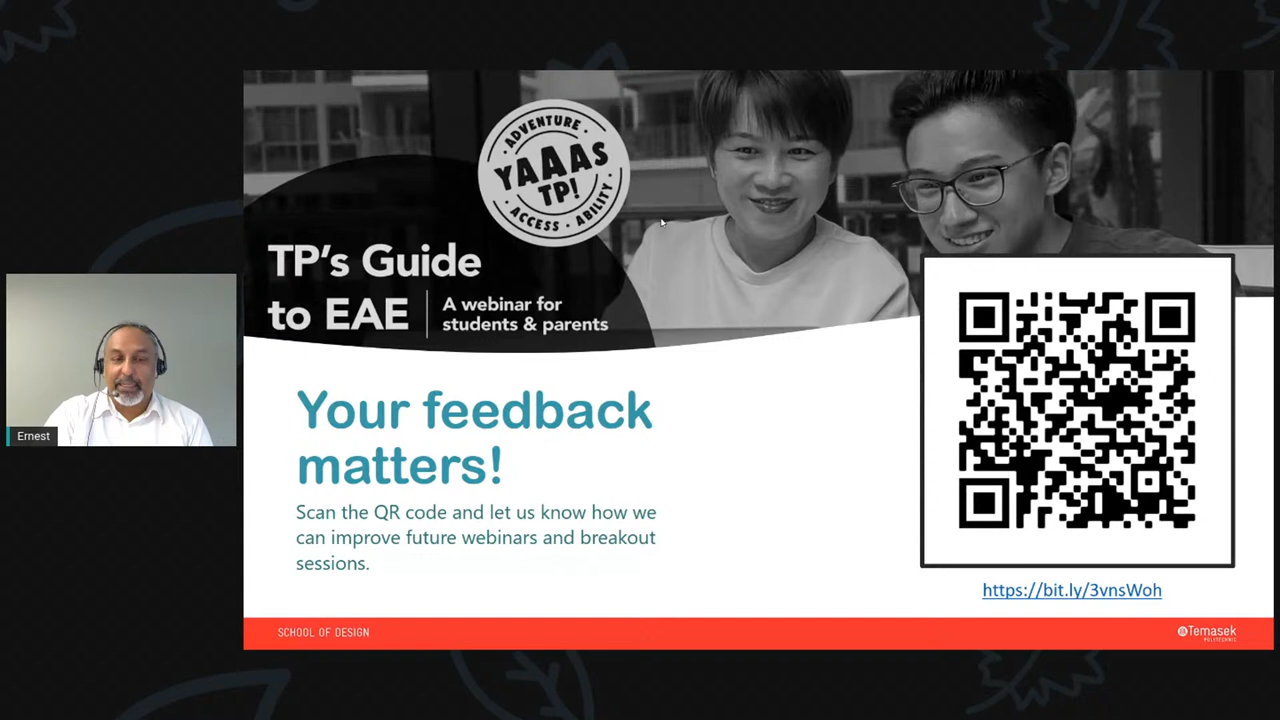 ADVENTURE
YAAAS
TP!
ACCESS • ABILITY
TP's Guide
to EAE
A webinar for
students & parents
Ernest
Your feedback
matters!
Scan the QR code and let us know how we
can improve future webinars and breakout
sessions.
https://bit.ly/3vnsWoh
SCHOOL OF DESIGN
Temasek
POLYTECHNIC